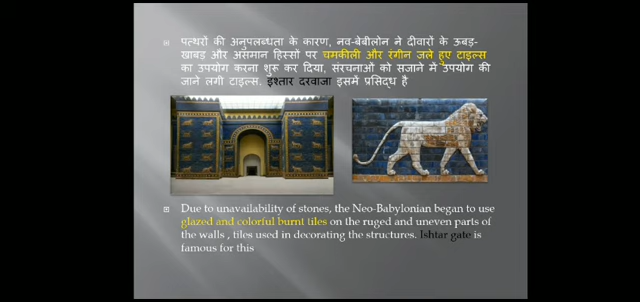 पत्थरों की अनुपलब्धता के कारण, नव-बेबीलोन ने दीवारों के ऊबड़-
खाबड़ और असमान हिस्सों पर चमकीली और रंगीन जले हुए टाइल्स
का उपयोग करना शुरू कर दिया, संरचनाओं को सजाने में उपयोग की
जाने लगी टाइल्स. इश्तार दरवाजा इसमें प्रसिद्ध है
Due to unavailability of stones, the Neo-Babylonian began to use
glazed and colorful burnt tiles on the ruged and uneven parts of
the walls , tiles used in decorating the structures. Ishtar gate is
famous for this